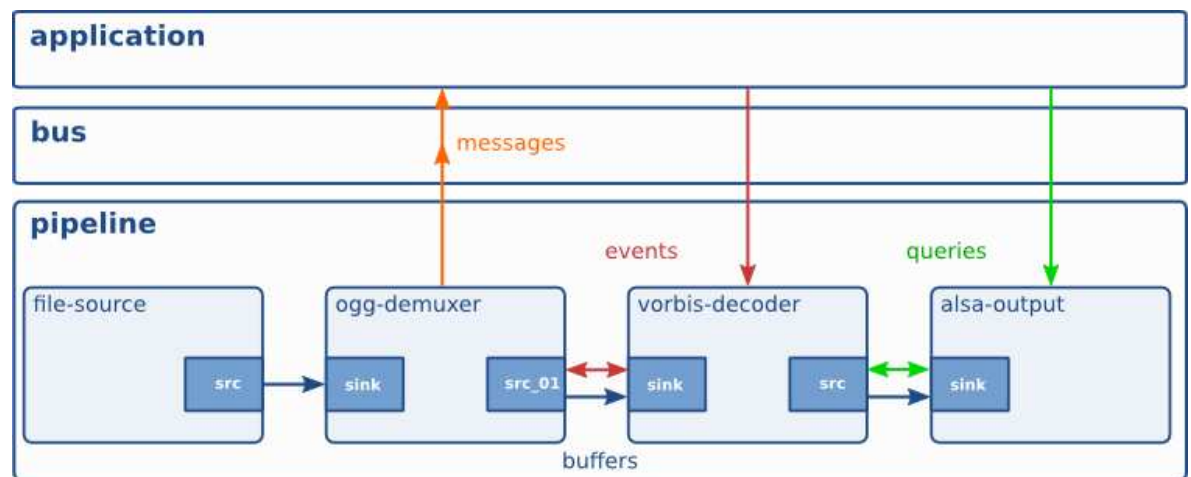 application
bus
messages
pipeline
events
queries
file-source
ogg-demuxer
vorbis-decoder
alsa-output
src
sink
src_01
sink
src
sink
buffers